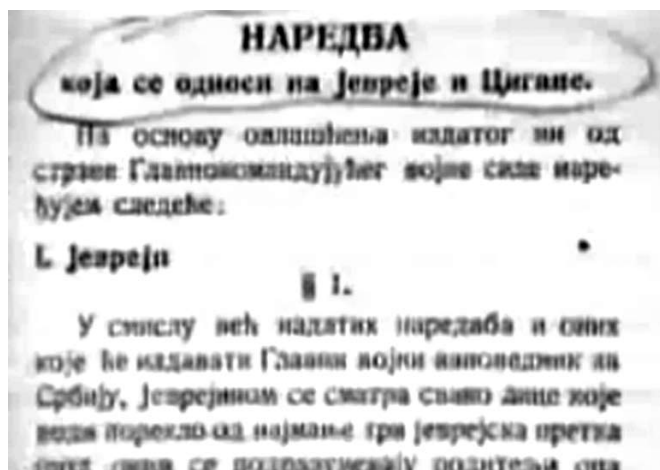 НАРЕДБА
која се односи на Јевреје и Цигане.
На основу овлашћења издатог ми од
стране Главнокомандујућег војне силе наре-
ђујем следеће:
I. Јевреји
§ 1.
У смислу већ издатих наредаба и оних
које ће издавати Главни војни заповедник за
Србију, Јеврејином се сматра свако лице које
води порекло од најмање три јеврејска претка
се подразумевају родитељи